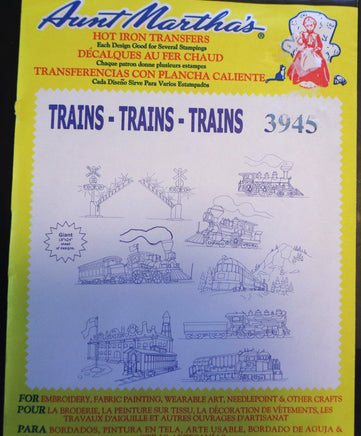 Aunt Martha's®
HOT IRON TRANSFERS
Each Design Good for Several Stampings
DÉCALQUES AU FER CHAUD
Chaque patron donne plusieurs estampes
TRANSFERENCIAS CON PLANCHA CALIENTE
Cada Diseño Sirve Para Varios Estampados
TRAINS - TRAINS - TRAINS 3945
Giant
sheet
of designs.
FOR EMBROIDERY, FABRIC PAINTING, WEARABLE ART, NEEDLEPOINT & OTHER CRAFTS
POUR LA BRODERIE, LA PEINTURE SUR TISSU, LA DÉCORATION DE VÊTEMENTS, LES
TRAVAUX D'AIGUILLE ET AUTRES OUVRAGES D'ARTISANAT
PARA BORDADOS, PINTURA EN TELA, ARTE USABLE, BORDADO DE AGUJA &